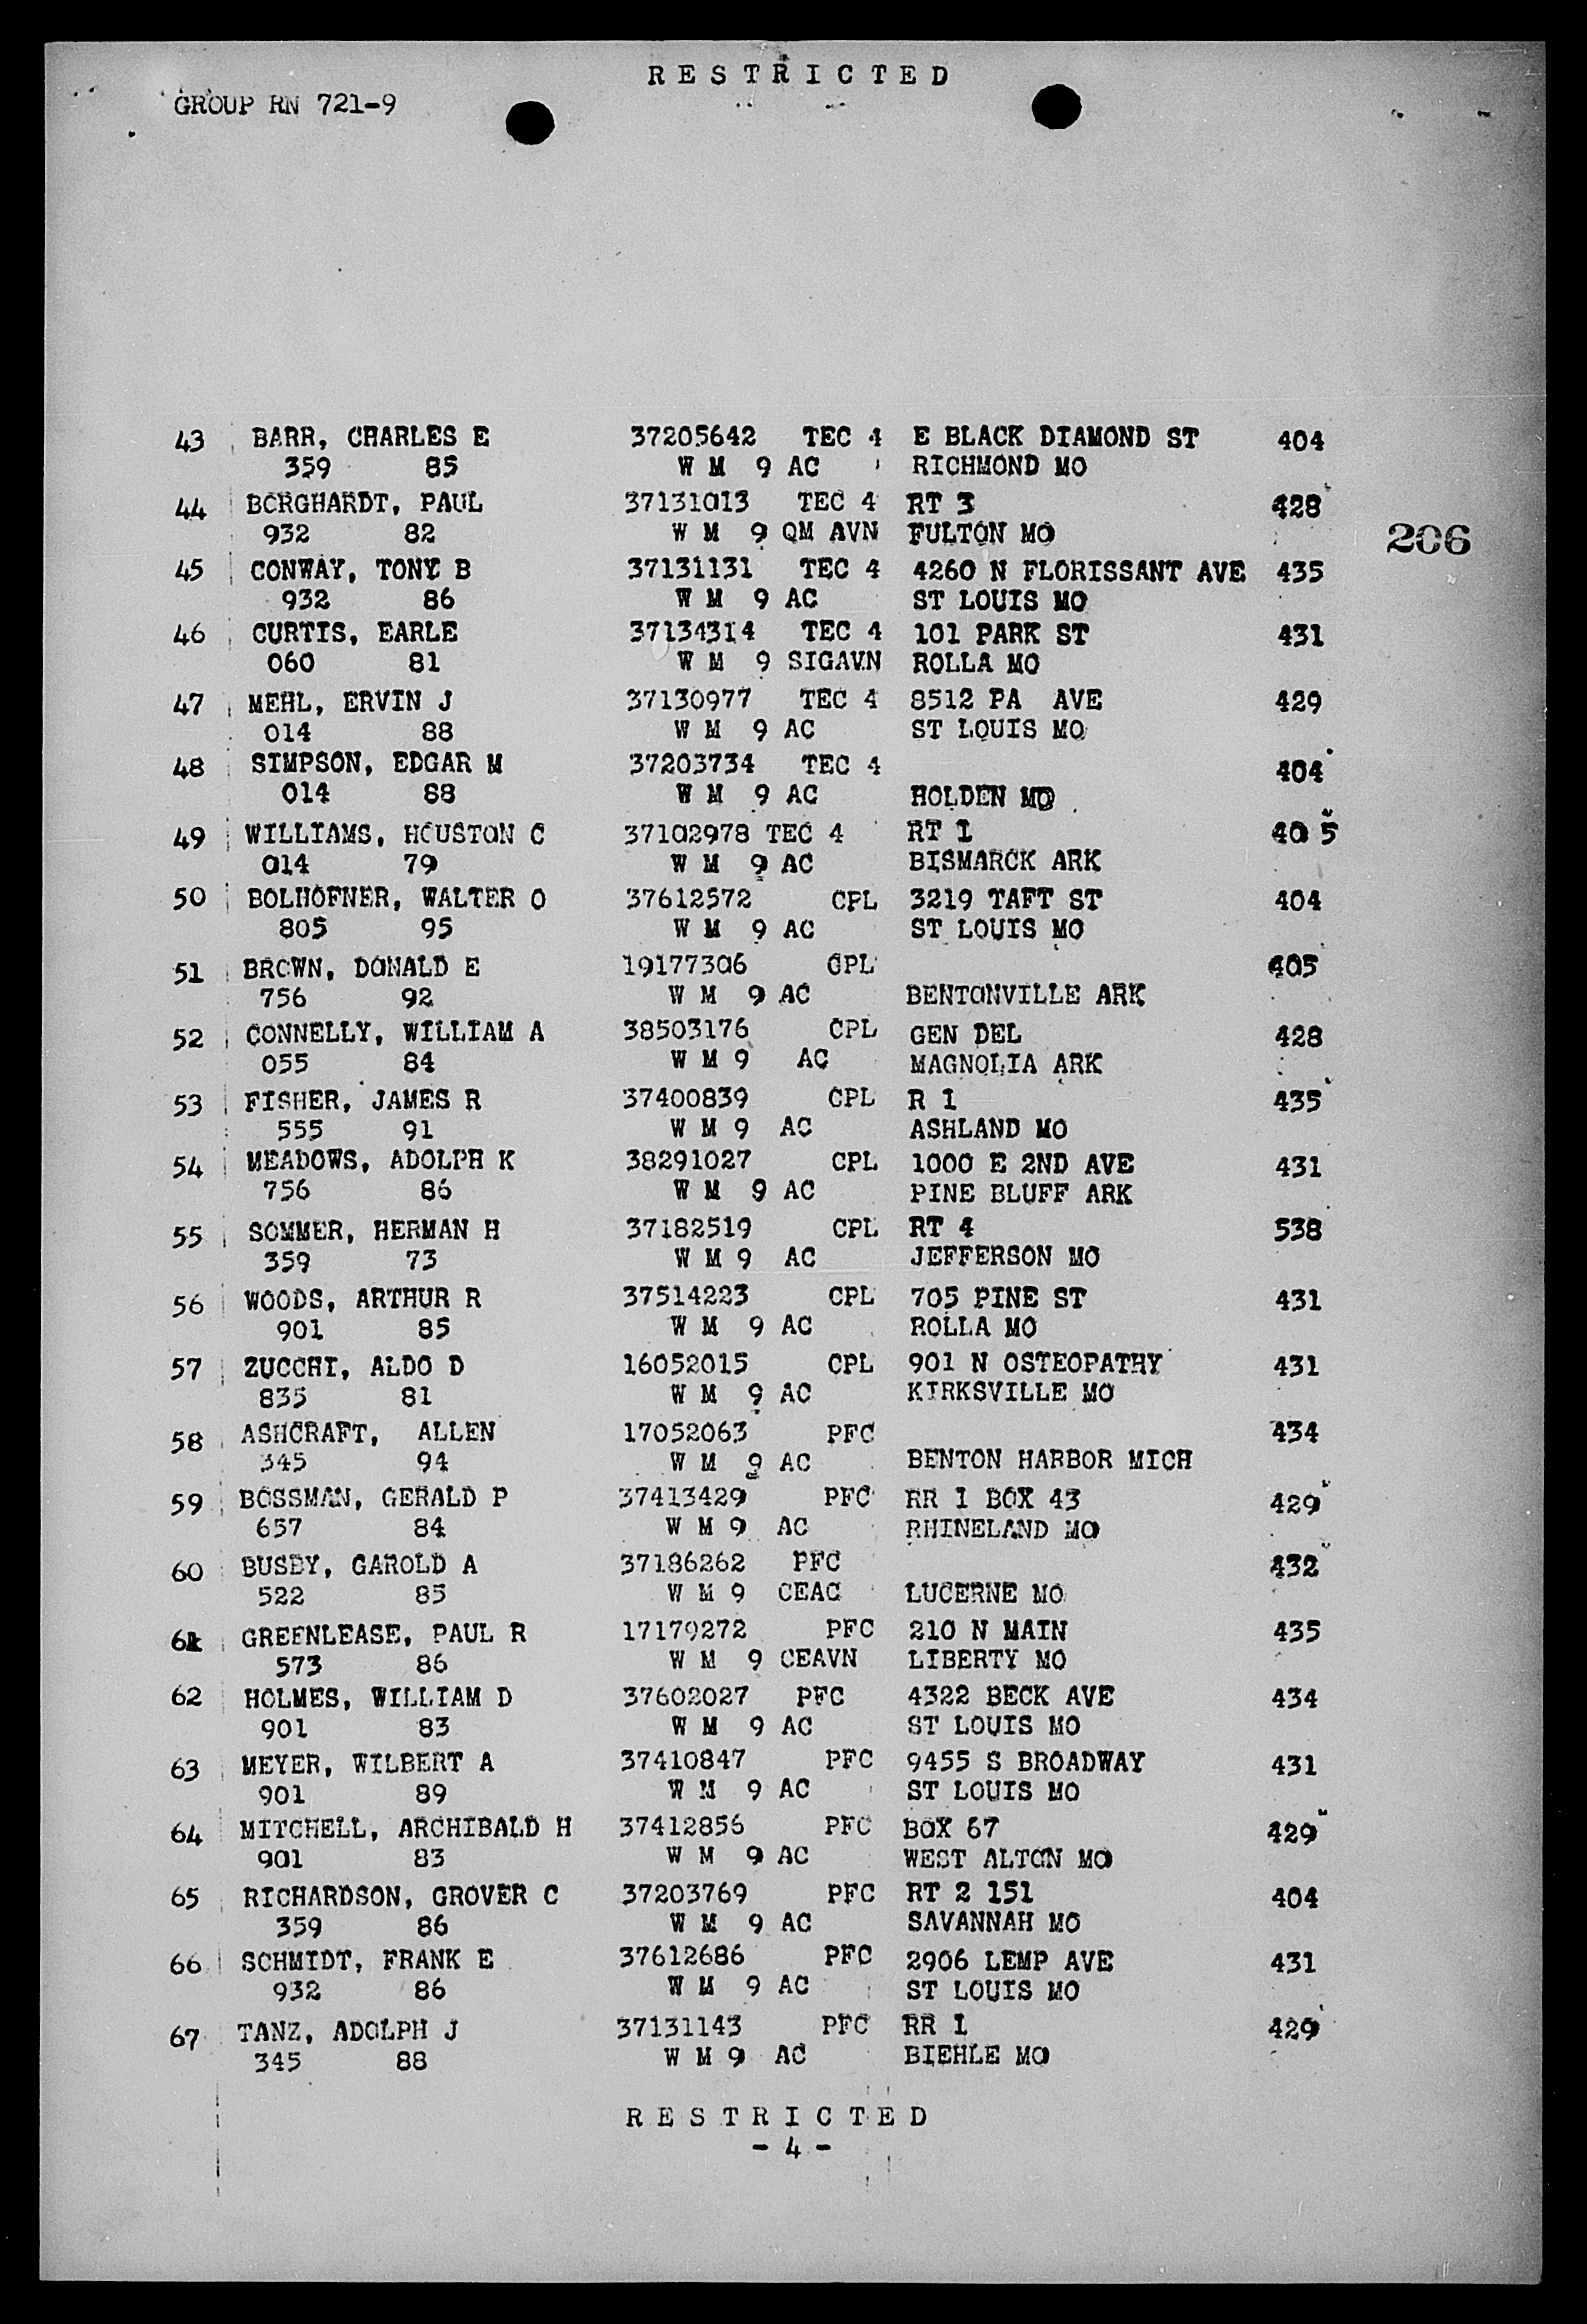 R E S T R I C T E D
GROUP RN 721-9
43 BARR, CHARLES E 37205642 TEC 4 E BLACK DIAMOND ST 404
359 85 W M 9 AC RICHMOND MO
44 BORGHARDT, PAUL 37131013 TEC 4 RT 3 428
932 82 W M 9 QM AVN FULTON MO
206
45 CONWAY, TONY B 37131131 TEC 4 4260 N FLORISSANT AVE 435
932 86 W M 9 AC ST LOUIS MO
46 CURTIS, EARLE 37134314 TEC 4 101 PARK ST 431
060 81 W M 9 SIGAVN ROLLA MO
47 MEHL, ERVIN J 37130977 TEC 4 8512 PA AVE 429
014 88 W M 9 AC ST LOUIS MO
48 SIMPSON, EDGAR M 37203734 TEC 4 404
014 88 W M 9 AC HOLDEN MO
49 WILLIAMS, HOUSTON C 37102978 TEC 4 RT 1 405
014 79 W M 9 AC BISMARCK ARK
50 BOLHOFNER, WALTER O 37612572 CPL 3219 TAFT ST 404
805 95 W M 9 AC ST LOUIS MO
51 BROWN, DONALD E 19177306 CPL 405
756 92 W M 9 AC BENTONVILLE ARK
52 CONNELLY, WILLIAM A 38503176 CPL GEN DEL 428
055 84 W M 9 AC MAGNOLIA ARK
53 FISHER, JAMES R 37400839 CPL R 1 435
555 91 W M 9 AC ASHLAND MO
54 MEADOWS, ADOLPH K 38291027 CPL 1000 E 2ND AVE 431
756 86 W M 9 AC PINE BLUFF ARK
55 SOMMER, HERMAN H 37182519 CPL RT 4 538
359 73 W M 9 AC JEFFERSON MO
56 WOODS, ARTHUR R 37514223 CPL 705 PINE ST 431
901 85 W M 9 AC ROLLA MO
57 ZUCCHI, ALDO D 16052015 CPL 901 N OSTEOPATHY 431
835 81 W M 9 AC KIRKSVILLE MO
58 ASHCRAFT, ALLEN 17052063 PFC 434
345 94 W M 9 AC BENTON HARBOR MICH
59 BOSSMAN, GERALD P 37413429 PFC RR 1 BOX 43 429
657 84 W M 9 AC RHINELAND MO
60 BUSBY, GAROLD A 37186262 PFC 432
522 85 W M 9 CEAC LUCERNE MO
61 GREENLEASE, PAUL R 17179272 PFC 210 N MAIN 435
573 86 W M 9 CEAVN LIBERTY MO
62 HOLMES, WILLIAM D 37602027 PFC 4322 BECK AVE 434
901 83 W M 9 AC ST LOUIS MO
63 MEYER, WILBERT A 37410847 PFC 9455 S BROADWAY 431
901 89 W M 9 AC ST LOUIS MO
64 MITCHELL, ARCHIBALD H 37412856 PFC BOX 67 429
901 83 W M 9 AC WEST ALTON MO
65 RICHARDSON, GROVER C 37203769 PFC RT 2 151 404
359 86 W M 9 AC SAVANNAH MO
66 SCHMIDT, FRANK E 37612686 PFC 2906 LEMP AVE 431
932 86 W M 9 AC ST LOUIS MO
67 TANZ, ADOLPH J 37131143 PFC RR 1 429
345 88 W M 9 AC BIEHLE MO
R E S T R I C T E D
- 4 -